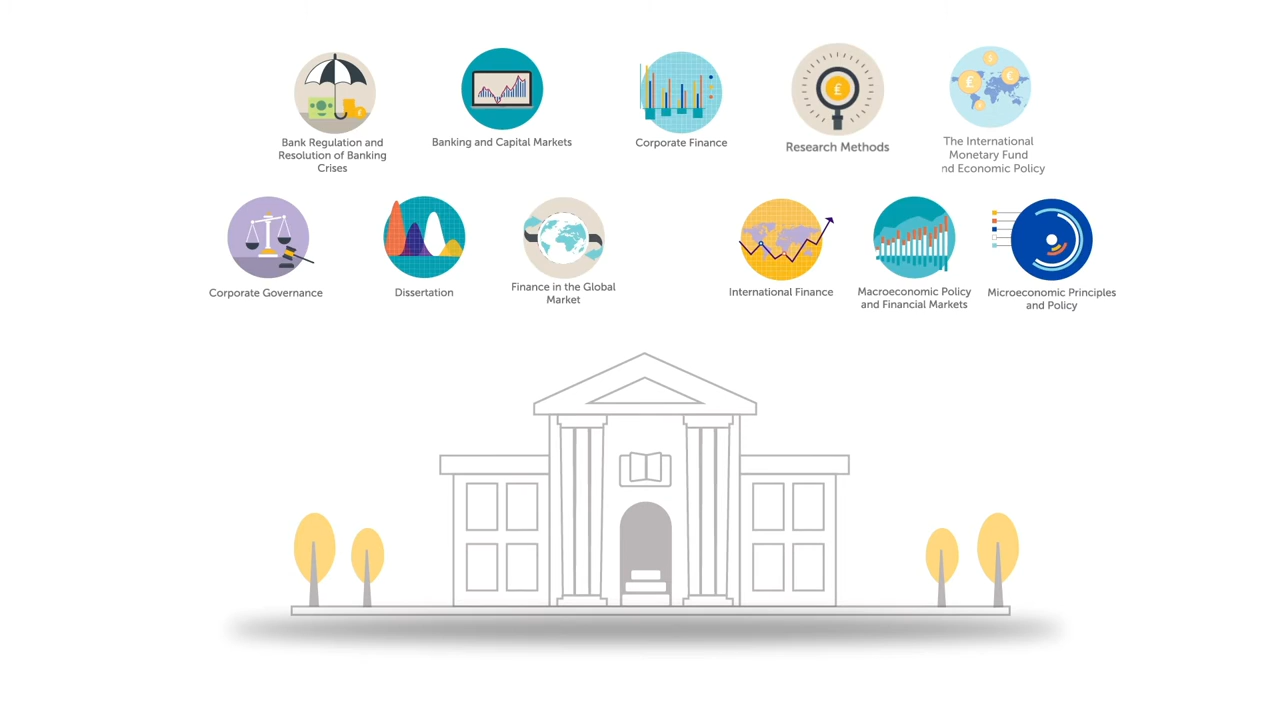 Bank Regulation and
Resolution of Banking
Crises
Banking and Capital Markets
Corporate Finance
£
Research Methods
$
£
€
£
The International
Monetary Fund
nd Economic Policy
Corporate Governance
Dissertation
Finance in the Global
Market
International Finance
Macroeconomic Policy
and Financial Markets
Microeconomic Principles
and Policy